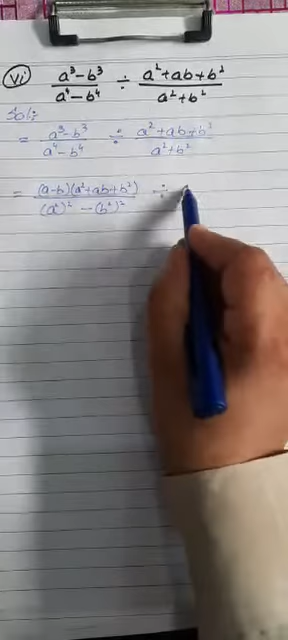 (vi) a³-b³/a⁴-b⁴ ÷ a²+ab+b²/a²+b²
Sol:
= a³-b³/a⁴-b⁴ ÷ a²+ab+b²/a²+b²
= (a-b)(a²+ab+b²)/(a²)²-(b²)² ÷